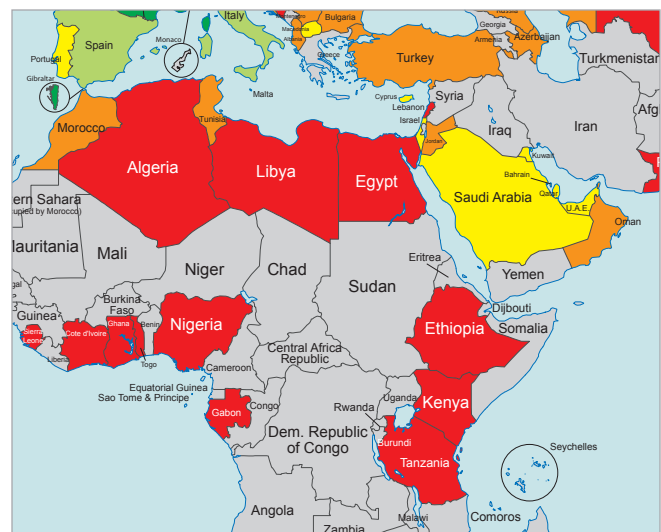 Italy
Montenegro
Bulgaria
Macedonia
Albania
Monaco
Georgia
Portugal
Spain
Greece
Turkey
Armenia
Azerbaijan
Turkmenistan
Gibraltar
Malta
Cyprus
Lebanon
Syria
Israel
Iraq
Iran
Afg
Morocco
Tunisia
Jordan
Algeria
Libya
Egypt
Kuwait
Bahrain
Qatar
U.A.E.
Saudi Arabia
ern Sahara
upied by Morocco)
Oman
lauritania
Mali
Niger
Chad
Sudan
Eritrea
Yemen
gal
Djibouti
Guinea
Burkina
Faso
Benin
Nigeria
Ethiopia
Somalia
Sierra
Leone
Cote d'Ivoire
Ghana
Liberia
Togo
Cameroon
Central Africa
Republic
Equatorial Guinea
Sao Tome & Principe
Gabon
Congo
Uganda
Kenya
Rwanda
Dem. Republic
of Congo
Burundi
Tanzania
Seychelles
Angola
Zambia
Malawi
Comoros